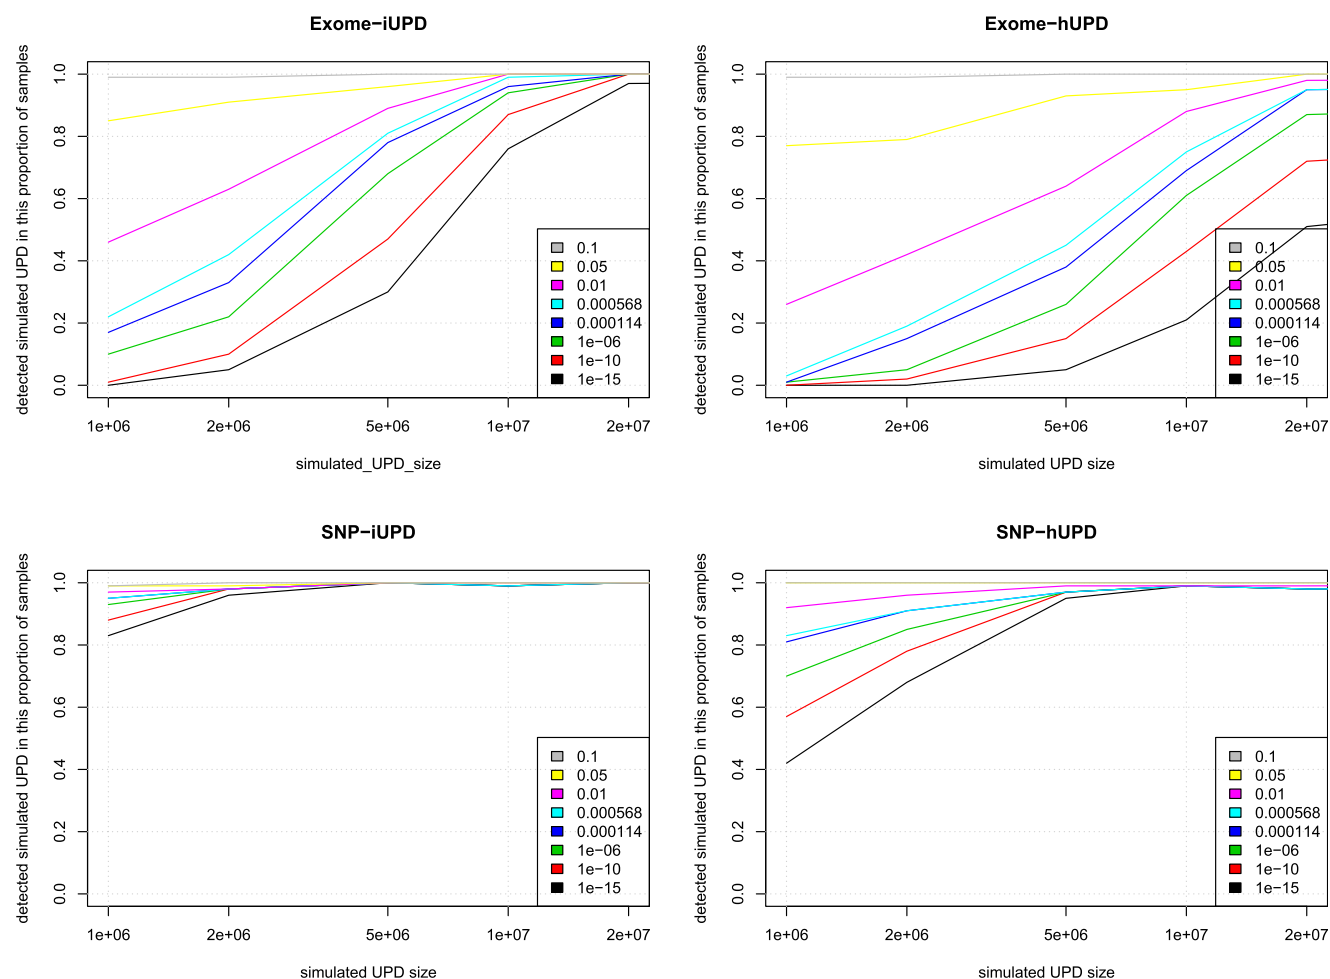 Exome−iUPD
detected simulated UPD in this proportion of samples
1.0
0.8
0.6
0.4
0.2
0.0
0.1
0.05
0.01
0.000568
0.000114
1e−06
1e−10
1e−15
1e+06 2e+06 5e+06 1e+07 2e+07
simulated_UPD_size
Exome−hUPD
detected simulated UPD in this proportion of samples
1.0
0.8
0.6
0.4
0.2
0.0
0.1
0.05
0.01
0.000568
0.000114
1e−06
1e−10
1e−15
1e+06 2e+06 5e+06 1e+07 2e+07
simulated UPD size
SNP−iUPD
detected simulated UPD in this proportion of samples
1.0
0.8
0.6
0.4
0.2
0.0
0.1
0.05
0.01
0.000568
0.000114
1e−06
1e−10
1e−15
1e+06 2e+06 5e+06 1e+07 2e+07
simulated UPD size
SNP−hUPD
detected simulated UPD in this proportion of samples
1.0
0.8
0.6
0.4
0.2
0.0
0.1
0.05
0.01
0.000568
0.000114
1e−06
1e−10
1e−15
1e+06 2e+06 5e+06 1e+07 2e+07
simulated UPD size